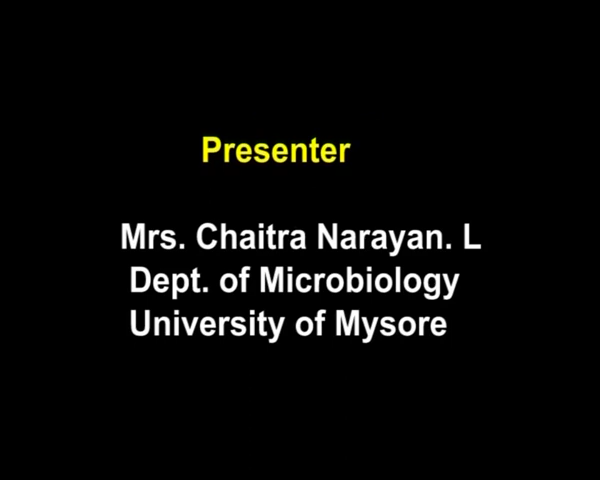 Presenter
Mrs. Chaitra Narayan. L
Dept. of Microbiology
University of Mysore